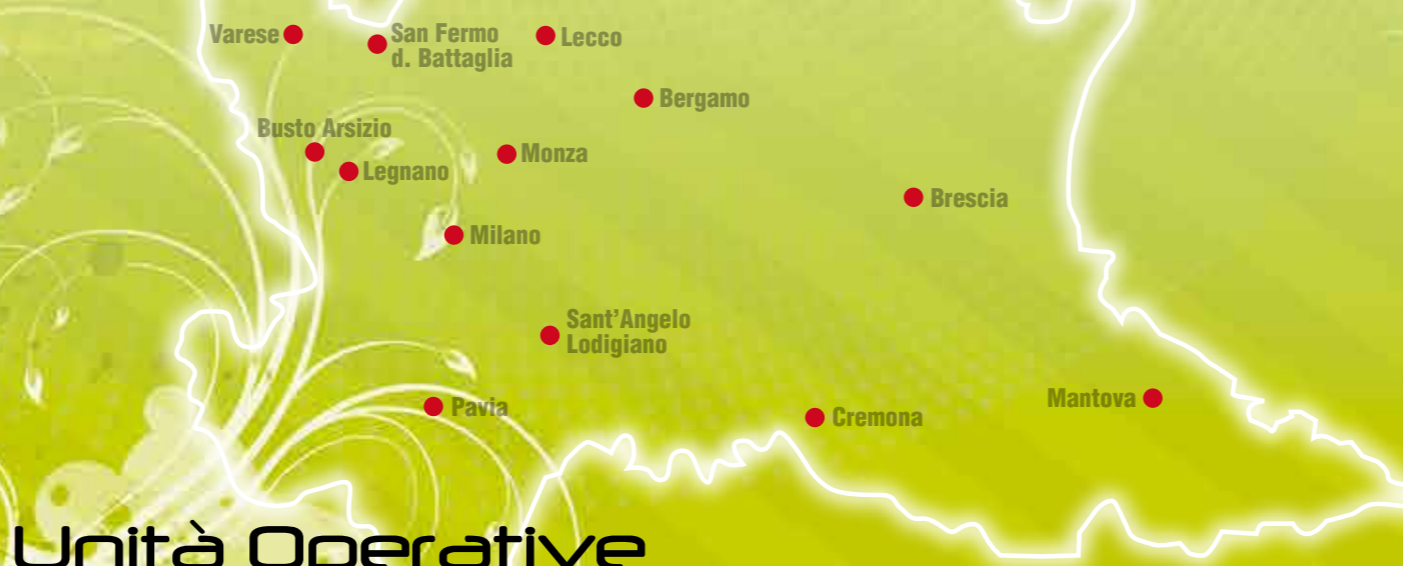 Varese
San Fermo
d. Battaglia
Lecco
Bergamo
Busto Arsizio
Legnano
Monza
Brescia
Milano
Sant’Angelo
Lodigiano
Pavia
Cremona
Mantova
Unità Operative